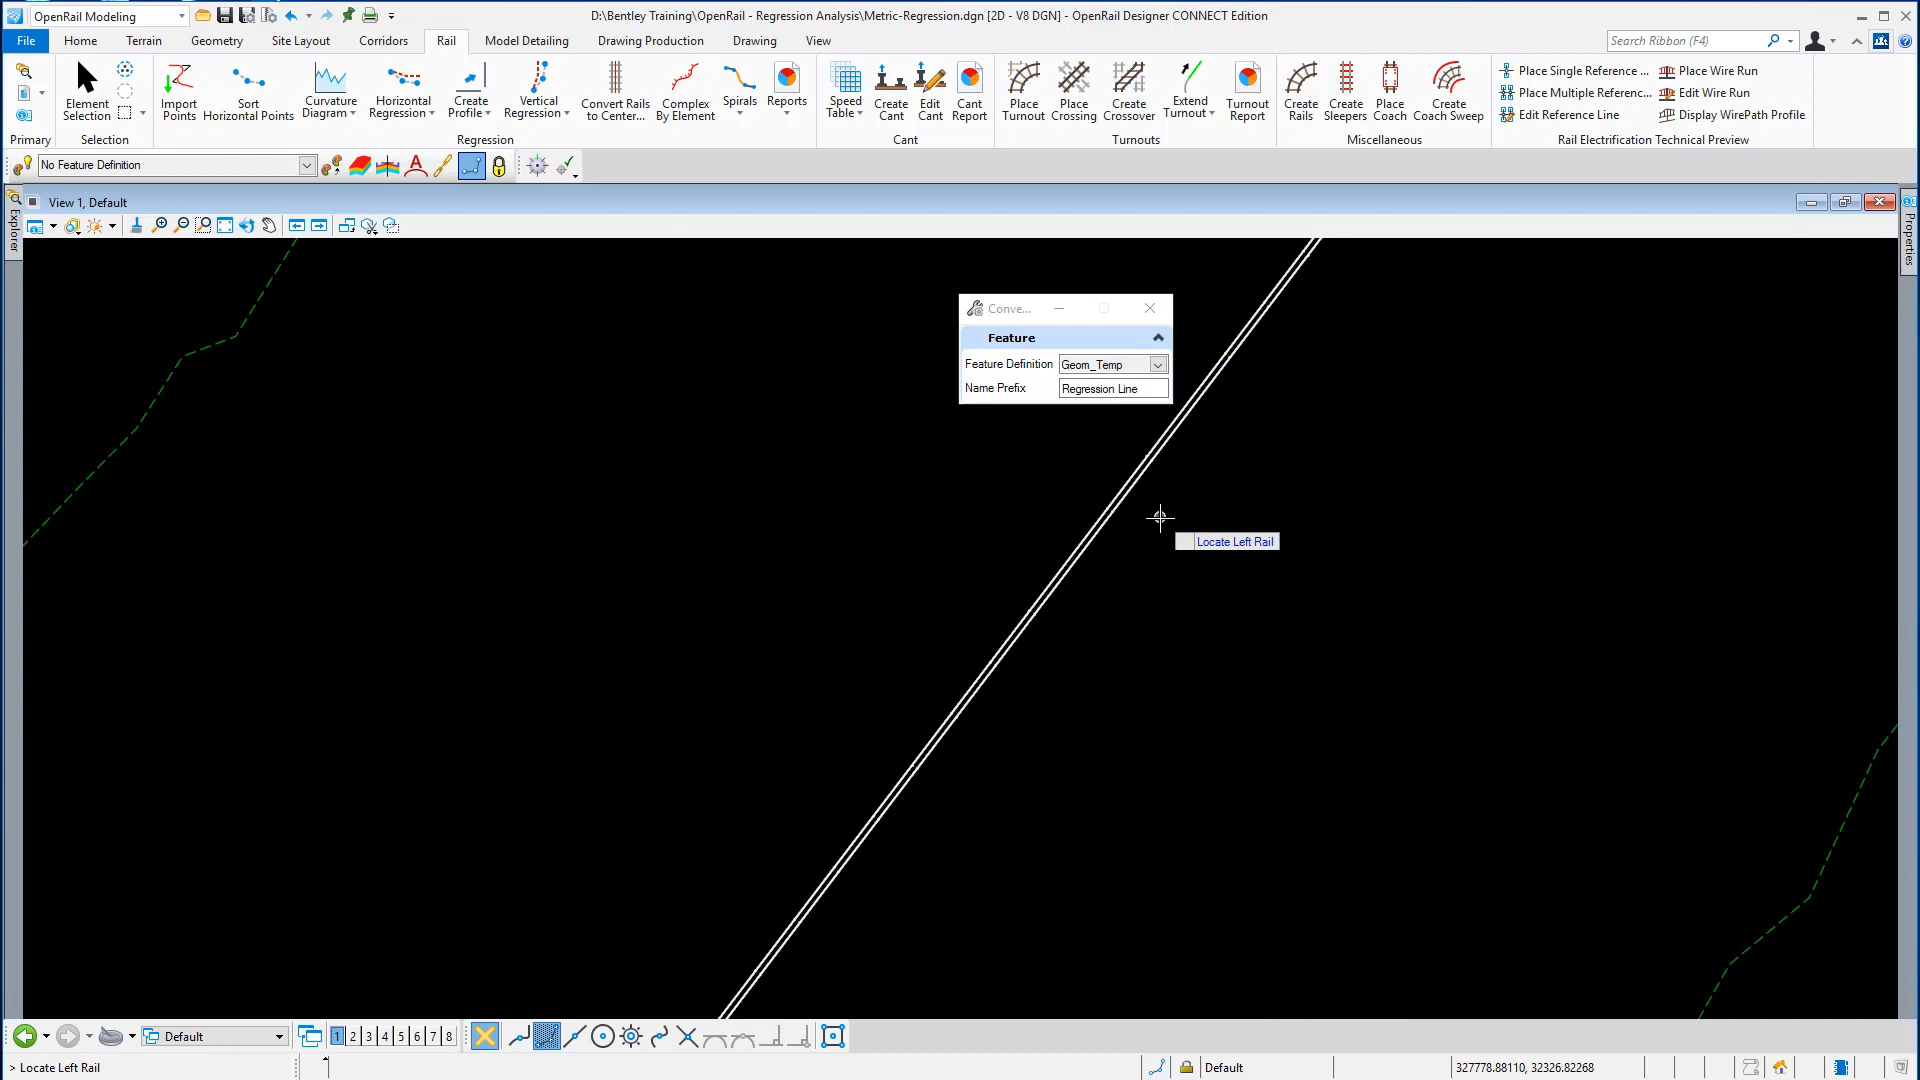 OpenRail Modeling
D:\Bentley Training\OpenRail - Regression Analysis\Metric-Regression.dgn [2D - V8 DGN] - OpenRail Designer CONNECT Edition
File Home Terrain Geometry Site Layout Corridors Rail Model Detailing Drawing Production Drawing View
Search Ribbon (F4)
Element Selection
Import Points
Sort Horizontal Points
Curvature Diagram
Horizontal Regression
Create Profile
Vertical Regression
Convert Rails to Center...
Complex By Element
Spirals
Reports
Speed Table
Create Cant
Edit Cant
Cant Report
Place Turnout
Place Crossing
Create Crossover
Extend Turnout
Turnout Report
Create Rails
Create Sleepers
Place Coach
Create Coach Sweep
Place Single Reference ...
Place Multiple Referenc...
Edit Reference Line
Place Wire Run
Edit Wire Run
Display WirePath Profile
Primary Selection Regression Cant Turnouts Miscellaneous Rail Electrification Technical Preview
No Feature Definition
View 1, Default
Explorer
Properties
Conve...
Feature
Feature Definition Geom_Temp
Name Prefix Regression Line
Locate Left Rail
Default
1 2 3 4 5 6 7 8
> Locate Left Rail
Default
327778.88110, 32326.82268